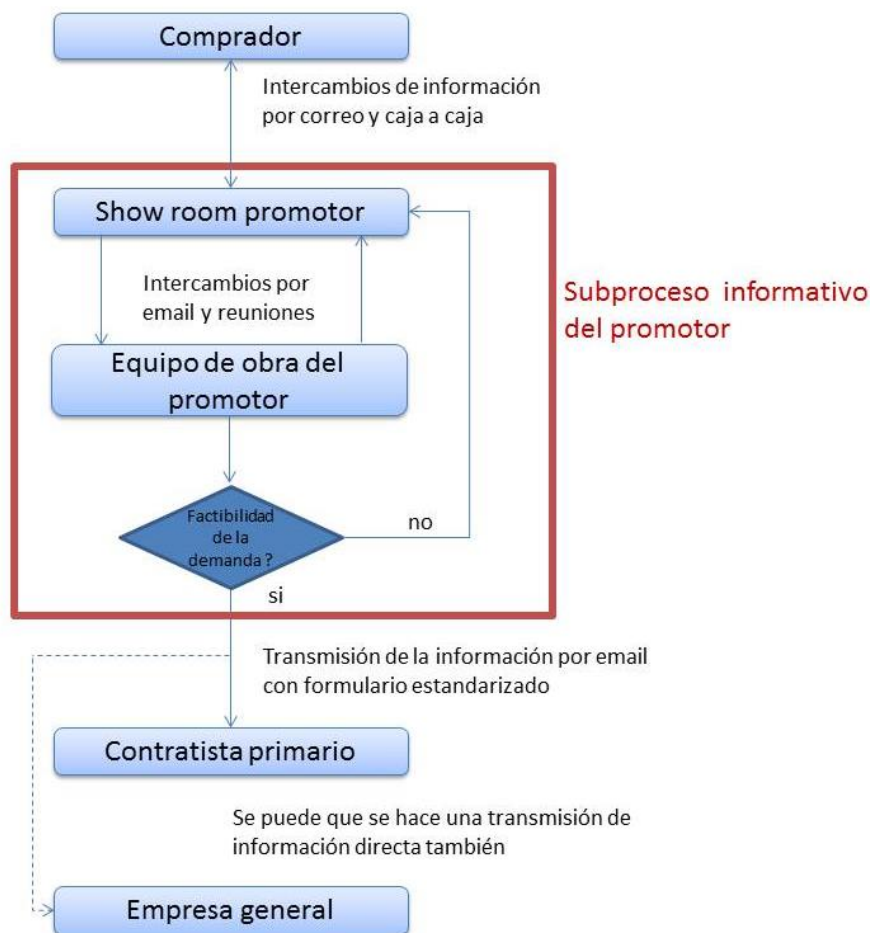 Comprador
Intercambios de información
por correo y caja a caja
Show room promotor
Intercambios por
email y reuniones
Subproceso informativo
del promotor
Equipo de obra del
promotor
Factibilidad
de la
demanda ?
no
si
Transmisión de la información por email
con formulario estandarizado
Contratista primario
Se puede que se hace una transmisión de
información directa también
Empresa general